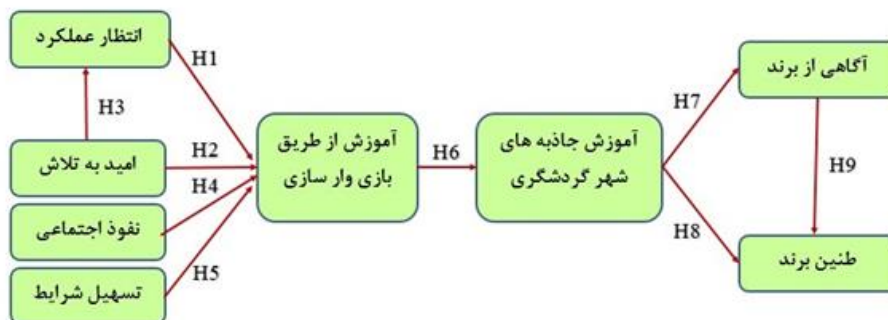 انتظار عملکرد
H1
H3
امید به تلاش
H2
H4
نفوذ اجتماعی
H5
تسهیل شرایط
آموزش از طریق
بازی وار سازی
H6
آموزش جاذبه های
شهر گردشگری
H7
آگاهی از برند
H9
H8
طنین برند